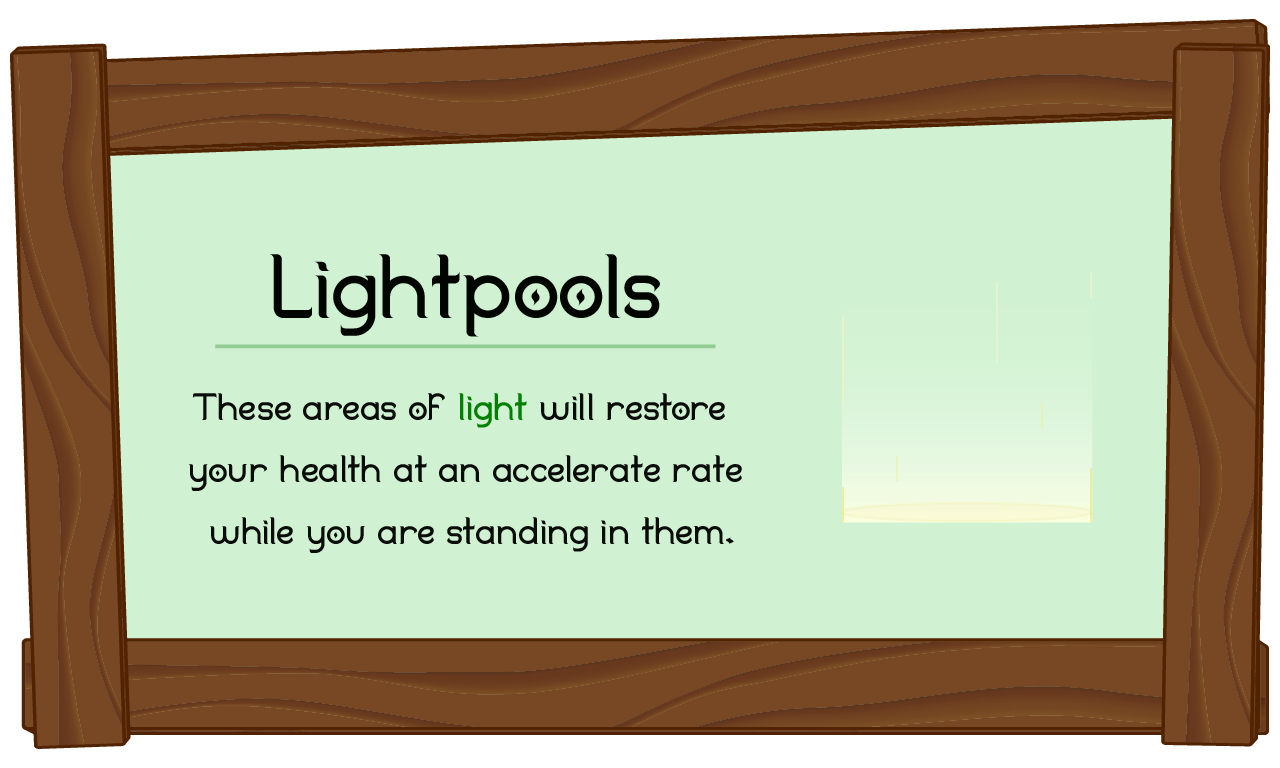 Lightpools
These areas of light will restore
your health at an accelerate rate
while you are standing in them.